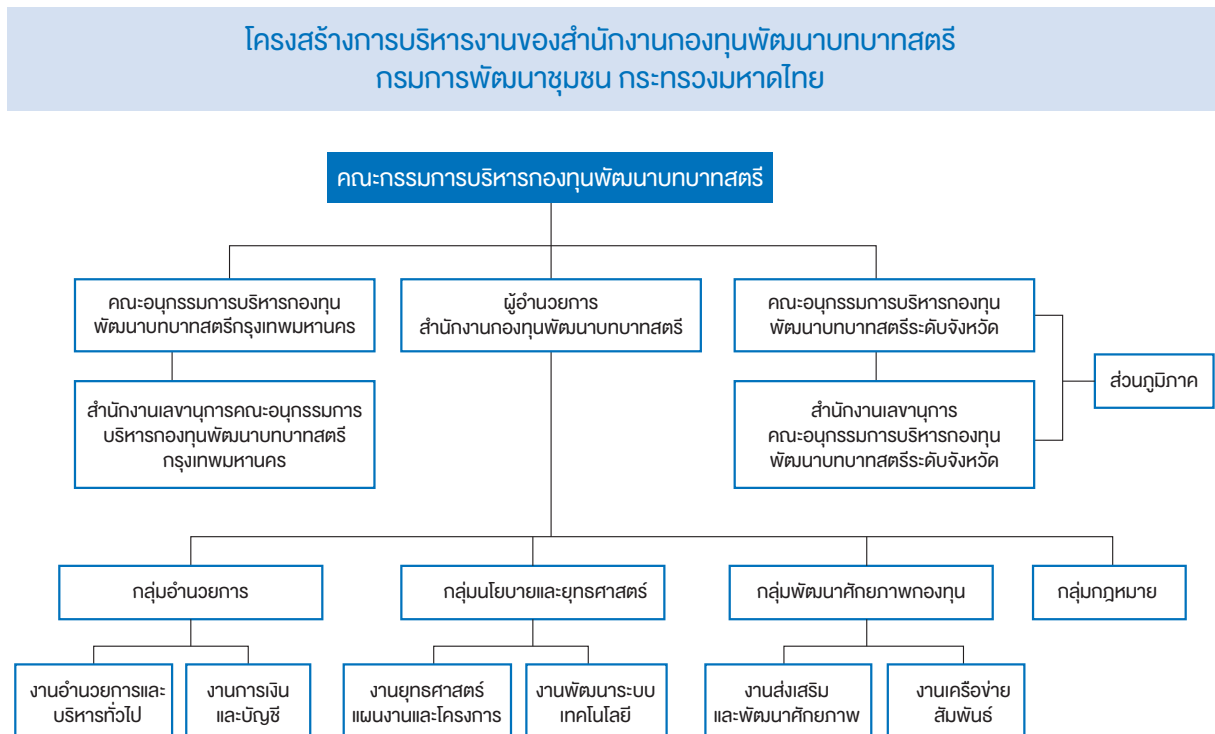 โครงสร้างการบริหารงานของสำนักงานกองทุนพัฒนาบทบาทสตรี
กรมการพัฒนาชุมชน กระทรวงมหาดไทย
คณะกรรมการบริหารกองทุนพัฒนาบทบาทสตรี
คณะอนุกรรมการบริหารกองทุน
พัฒนาบทบาทสตรีกรุงเทพมหานคร
ผู้อำนวยการ
สำนักงานกองทุนพัฒนาบทบาทสตรี
คณะอนุกรรมการบริหารกองทุน
พัฒนาบทบาทสตรีระดับจังหวัด
ส่วนภูมิภาค
สำนักงานเลขานุการคณะอนุกรรมการ
บริหารกองทุนพัฒนาบทบาทสตรี
กรุงเทพมหานคร
สำนักงานเลขานุการ
คณะอนุกรรมการบริหารกองทุน
พัฒนาบทบาทสตรีระดับจังหวัด
กลุ่มอำนวยการ
กลุ่มนโยบายและยุทธศาสตร์
กลุ่มพัฒนาศักยภาพกองทุน
กลุ่มกฎหมาย
งานอำนวยการและ
บริหารทั่วไป
งานการเงิน
และบัญชี
งานยุทธศาสตร์
แผนงานและโครงการ
งานพัฒนาระบบ
เทคโนโลยี
งานส่งเสริม
และพัฒนาศักยภาพ
งานเครือข่าย
สัมพันธ์